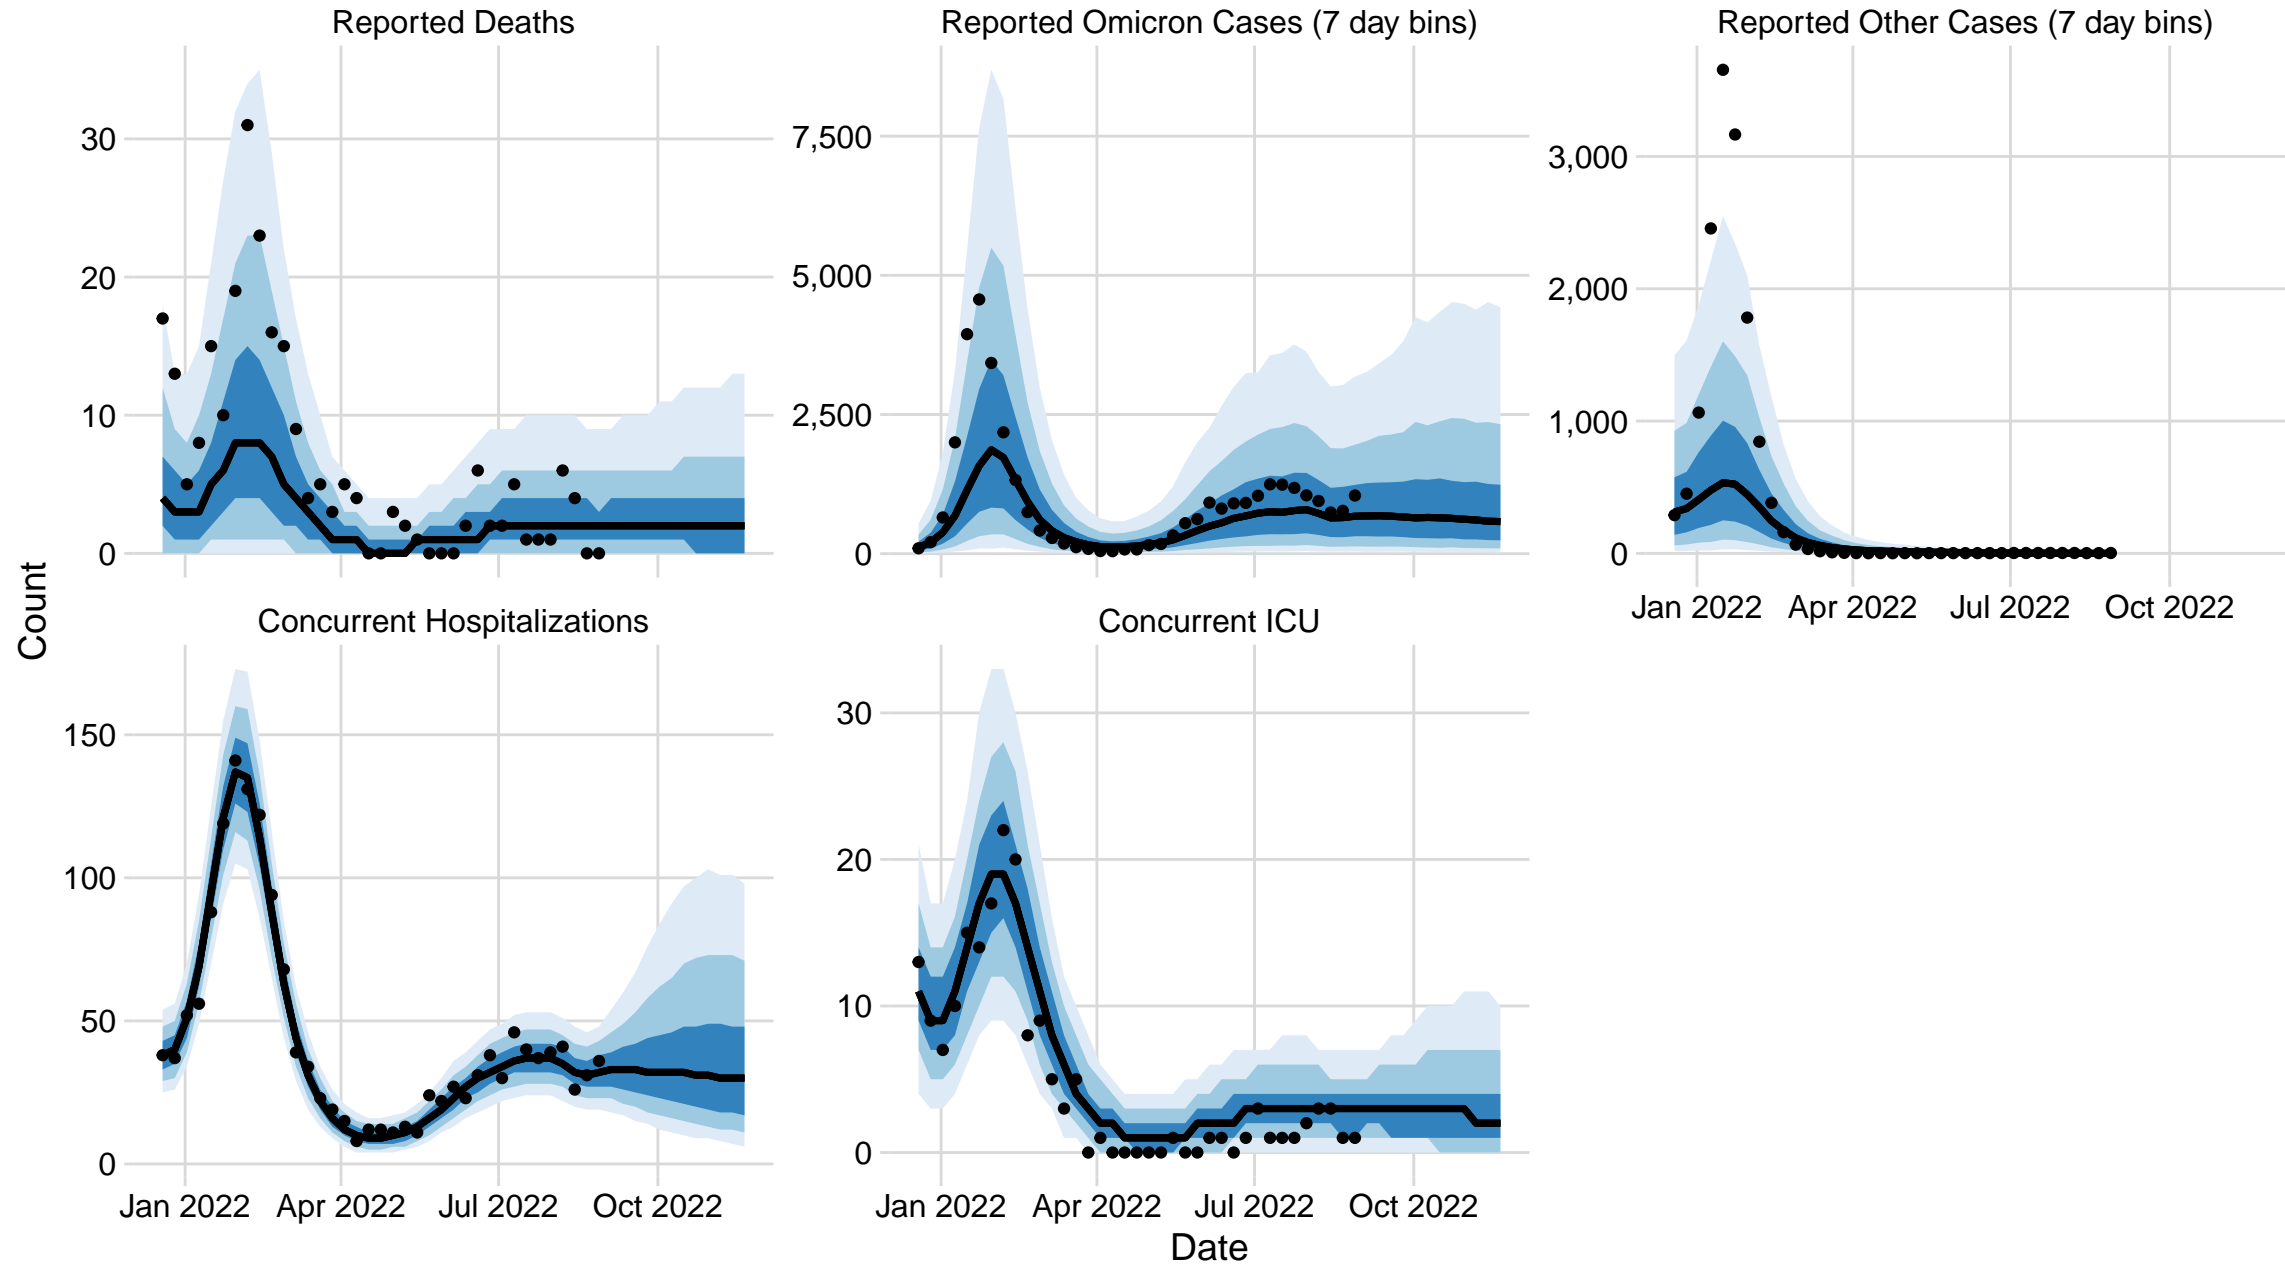 Reported Deaths
Reported Omicron Cases (7 day bins)
Reported Other Cases (7 day bins)
30
20
10
0
7,500
5,000
2,500
0
3,000
2,000
1,000
0
Jan 2022 Apr 2022 Jul 2022 Oct 2022
Count
Concurrent Hospitalizations
Concurrent ICU
150
100
50
0
30
20
10
0
Jan 2022 Apr 2022 Jul 2022 Oct 2022
Jan 2022 Apr 2022 Jul 2022 Oct 2022
Date